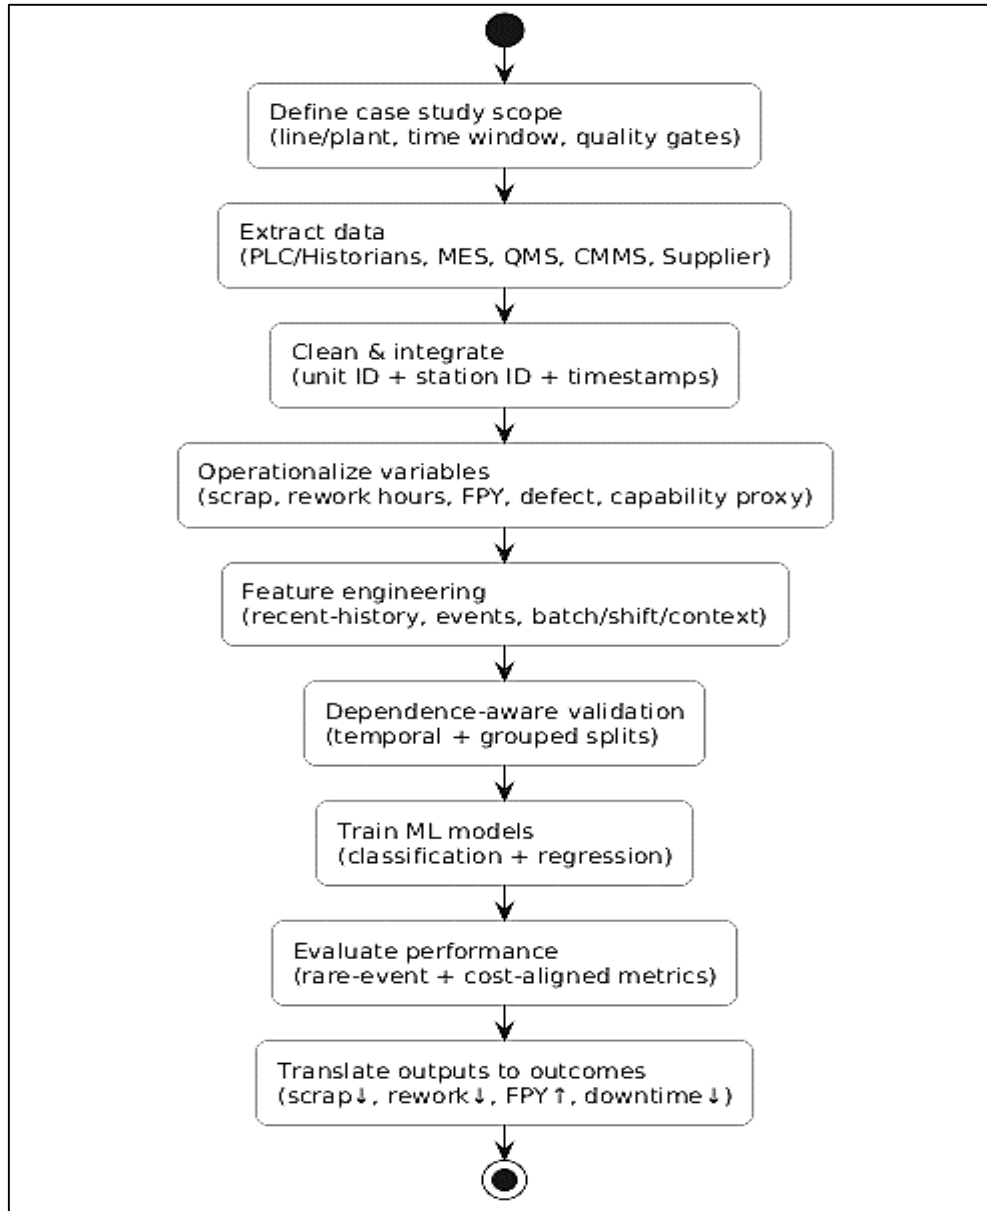 Define case study scope
(line/plant, time window, quality gates)
Extract data
(PLC/Historians, MES, QMS, CMMS, Supplier)
Clean & integrate
(unit ID + station ID + timestamps)
Operationalize variables
(scrap, rework hours, FPY, defect, capability proxy)
Feature engineering
(recent-history, events, batch/shift/context)
Dependence-aware validation
(temporal + grouped splits)
Train ML models
(classification + regression)
Evaluate performance
(rare-event + cost-aligned metrics)
Translate outputs to outcomes
(scrap↓, rework↓, FPY↑, downtime↓)